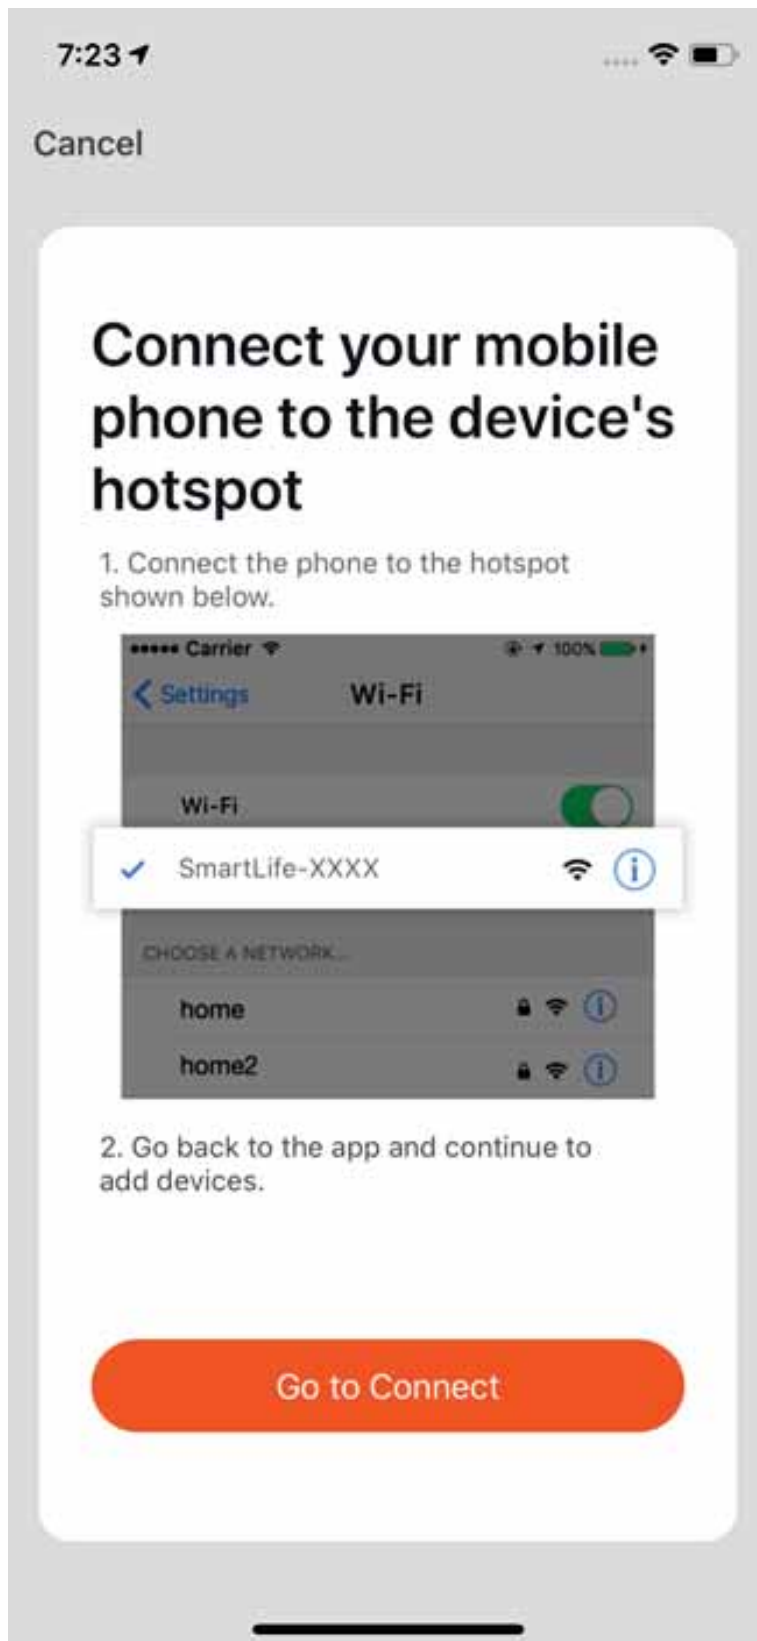 7:23
Cancel
Connect your mobile
phone to the device's
hotspot
1. Connect the phone to the hotspot
shown below.
Carrier
100%
Settings
Wi-Fi
Wi-Fi
SmartLife-XXXX
CHOOSE A NETWORK...
home
home2
2. Go back to the app and continue to
add devices.
Go to Connect